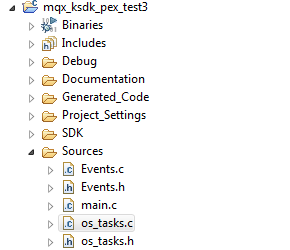 mqx_ksdk_pex_test3
Binaries
Includes
Debug
Documentation
Generated_Code
Project_Settings
SDK
Sources
Events.c
Events.h
main.c
os_tasks.c
os_tasks.h